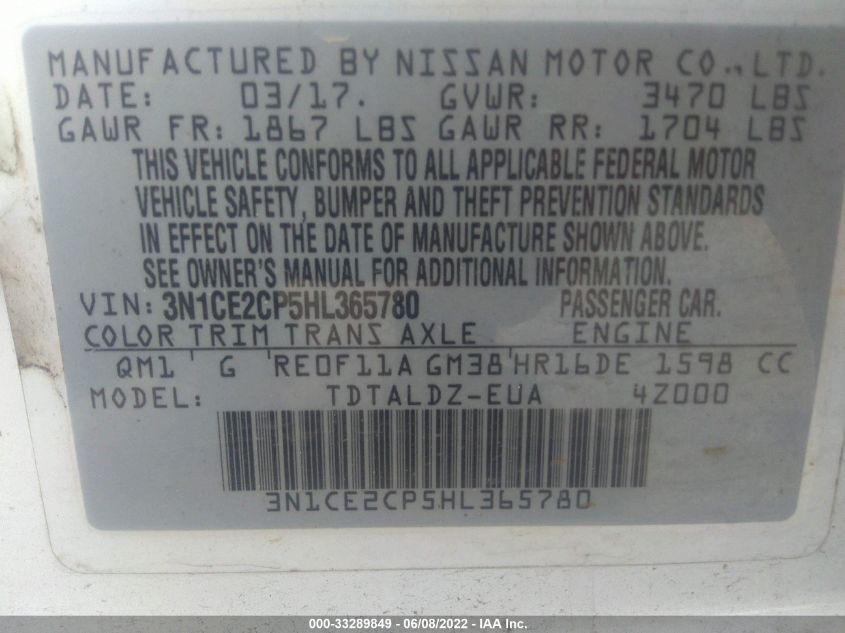 MANUFACTURED BY NISSAN MOTOR CO.,LTD.
DATE: 03/17. GVWR: 3470 LBS
GAWR FR: 1867 LBS GAWR RR: 1704 LBS
THIS VEHICLE CONFORMS TO ALL APPLICABLE FEDERAL MOTOR
VEHICLE SAFETY, BUMPER AND THEFT PREVENTION STANDARDS
IN EFFECT ON THE DATE OF MANUFACTURE SHOWN ABOVE.
SEE OWNER'S MANUAL FOR ADDITIONAL INFORMATION.
VIN: 3N1CE2CP5HL365780 PASSENGER CAR.
COLOR TRIM TRANS AXLE ENGINE
QM1 ' G 'RE0F11A GM38'HR16DE 1598 CC
MODEL: TDTALDZ-EUA 4Z000
3N1CE2CP5HL365780
000-33289849 - 06/08/2022 - IAA Inc.